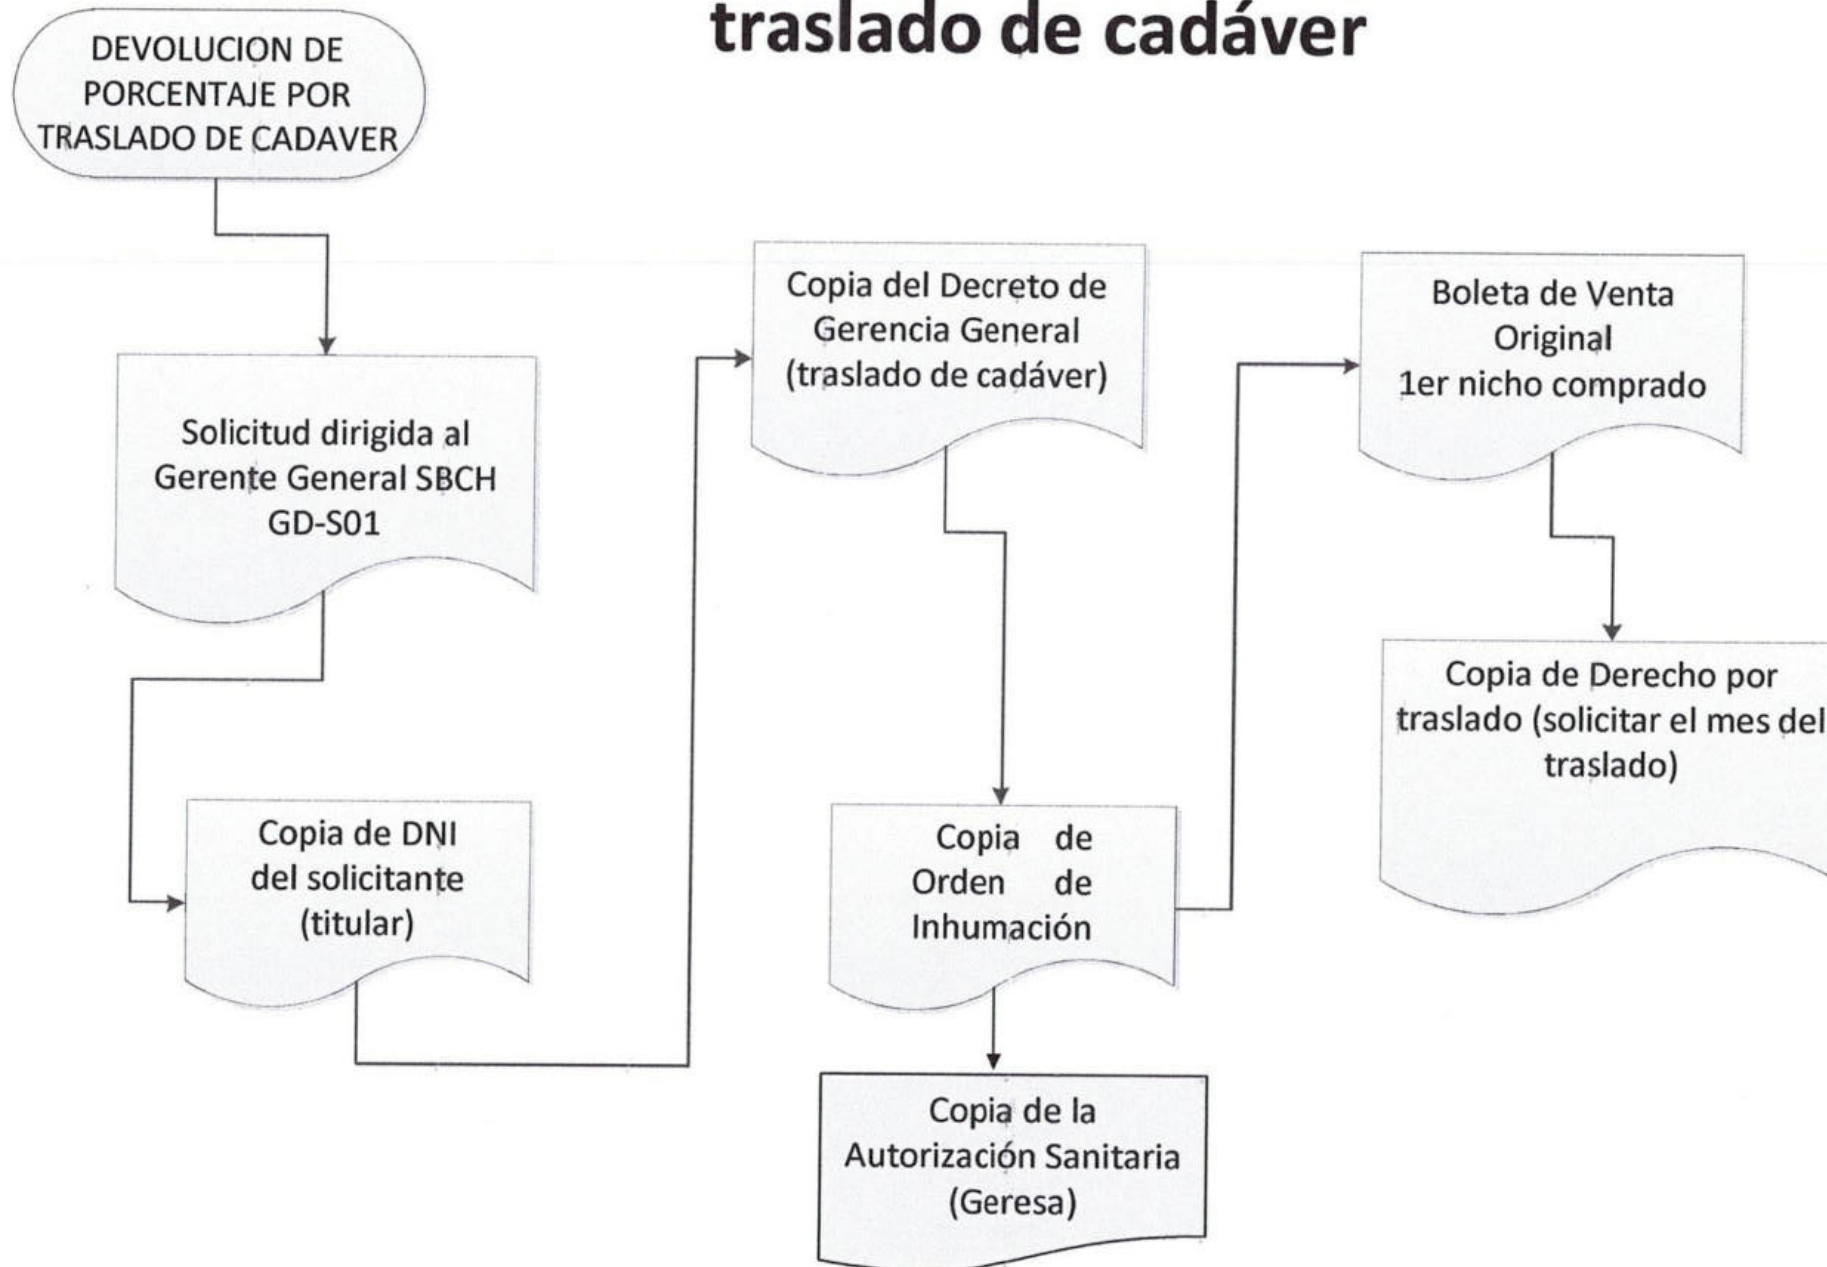 traslado de cadáver
DEVOLUCION DE
PORCENTAJE POR
TRASLADO DE CADAVER
Solicitud dirigida al
Gerente General SBCH
GD-S01
Copia de DNI
del solicitante
(titular)
Copia del Decreto de
Gerencia General
(traslado de cadáver)
Copia de
Orden de
Inhumación
Copia de la
Autorización Sanitaria
(Geresa)
Boleta de Venta
Original
1er nicho comprado
Copia de Derecho por
traslado (solicitar el mes del
traslado)